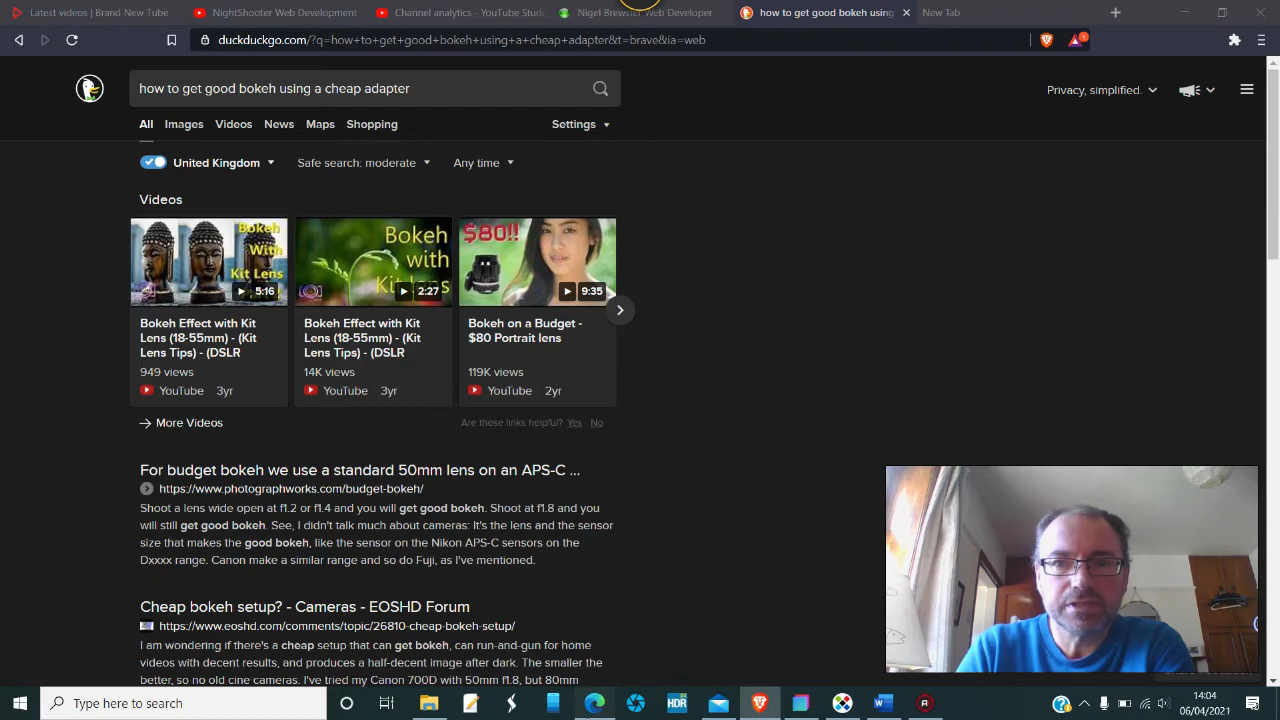 Latest videos | Brand New Tube
NightShooter Web Development
Channel analytics - YouTube Studi
Nigel Brewster Web Developer
how to get good bokeh using
New Tab
duckduckgo.com/?q=how+to+get+good+bokeh+using+a+cheap+adapter&t=brave&ia=web
1
how to get good bokeh using a cheap adapter
Privacy, simplified.
All Images Videos News Maps Shopping Settings
United Kingdom Safe search: moderate Any time
Videos
Bokeh
With
Kit Lens
5:16
Bokeh
with
Kit Lens
2:27
$80!!
9:35
Bokeh Effect with Kit
Lens (18-55mm) - (Kit
Lens Tips) - (DSLR
949 views
YouTube 3yr
Bokeh Effect with Kit
Lens (18-55mm) - (Kit
Lens Tips) - (DSLR
14K views
YouTube 3yr
Bokeh on a Budget -
$80 Portrait lens
119K views
YouTube 2yr
More Videos
Are these links helpful? Yes No
For budget bokeh we use a standard 50mm lens on an APS-C ...
https://www.photographworks.com/budget-bokeh/
Shoot a lens wide open at f1.2 or f1.4 and you will get good bokeh. Shoot at f1.8 and you
will still get good bokeh. See, I didn't talk much about cameras: It's the lens and the sensor
size that makes the good bokeh, like the sensor on the Nikon APS-C sensors on the
Dxxxx range. Canon make a similar range and so do Fuji, as I've mentioned.
Cheap bokeh setup? - Cameras - EOSHD Forum
https://www.eoshd.com/comments/topic/26810-cheap-bokeh-setup/
I am wondering if there's a cheap setup that can get bokeh, can run-and-gun for home
videos with decent results, and produces a half-decent image after dark. The smaller the
better, so no old cine cameras. I've tried my Canon 700D with 50mm f1.8, but 80mm
Type here to search
HDR
14:04
06/04/2021